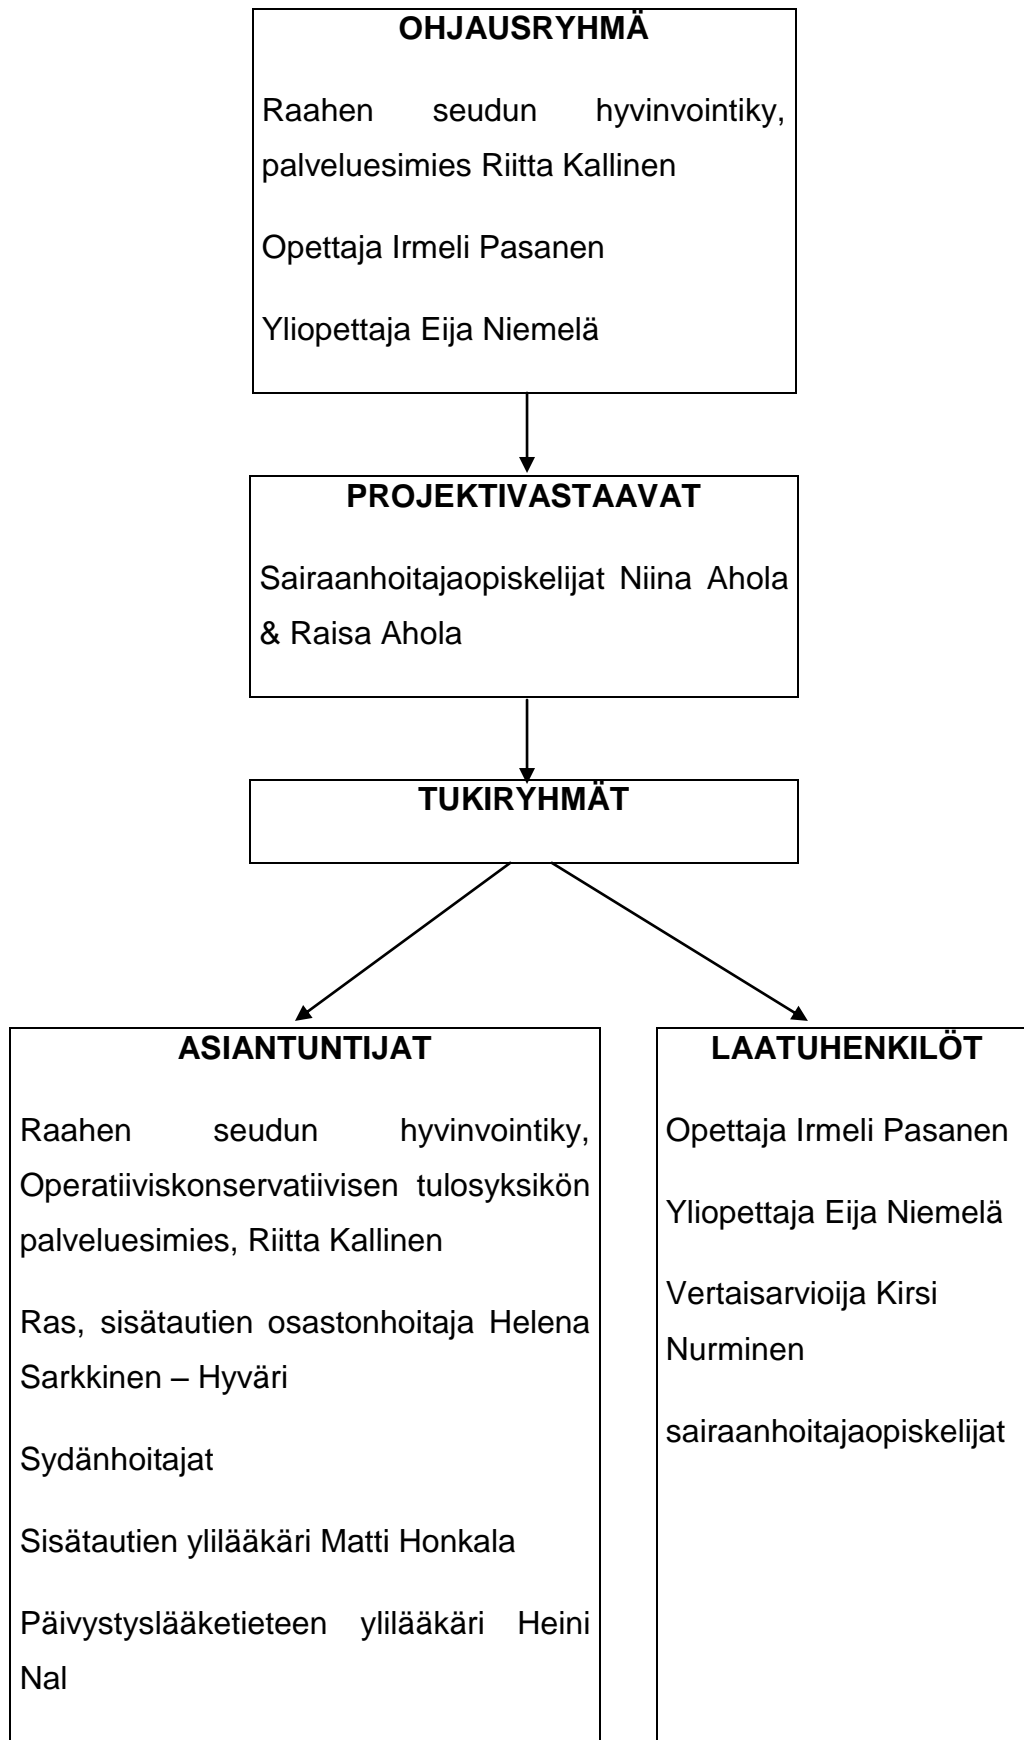 OHJAUSRYHMÄ
Raahen seudun hyvinvointiky,
palveluesimies Riitta Kallinen
Opettaja Irmeli Pasanen
Yliopettaja Eija Niemelä
PROJEKTIVASTAAVAT
Sairaanhoitajaopiskelijat Niina Ahola
& Raisa Ahola
TUKIRYHMÄT
ASIANTUNTIJAT
Raahen seudun hyvinvointiky,
Operatiiviskonservatiivisen tulosyksikön
palveluesimies, Riitta Kallinen
Ras, sisätautien osastonhoitaja Helena
Sarkkinen – Hyväri
Sydänhoitajat
Sisätautien ylilääkäri Matti Honkala
Päivystyslääketieteen ylilääkäri Heini
Nal
LAATUHENKILÖT
Opettaja Irmeli Pasanen
Yliopettaja Eija Niemelä
Vertaisarvioija Kirsi
Nurminen
sairaanhoitajaopiskelijat